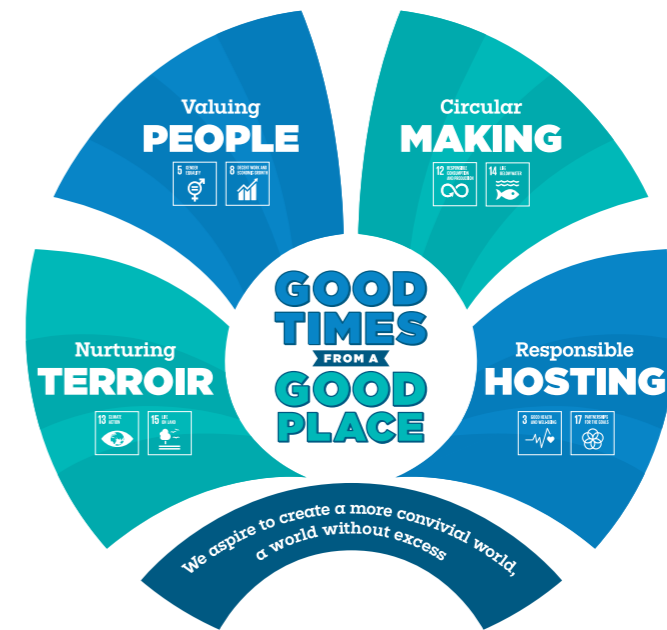 Valuing
PEOPLE
5 GENDER
EQUALITY
8 DECENT WORK AND
ECONOMIC GROWTH
Circular
MAKING
12 RESPONSIBLE
CONSUMPTION
AND PRODUCTION
14 LIFE
BELOW WATER
Nurturing
TERROIR
13 CLIMATE
ACTION
15 LIFE
ON LAND
GOOD
TIMES
FROM A
GOOD
PLACE
Responsible
HOSTING
3 GOOD HEALTH
AND WELL-BEING
17 PARTNERSHIPS
FOR THE GOALS
We aspire to create a more convivial world,
a world without excess